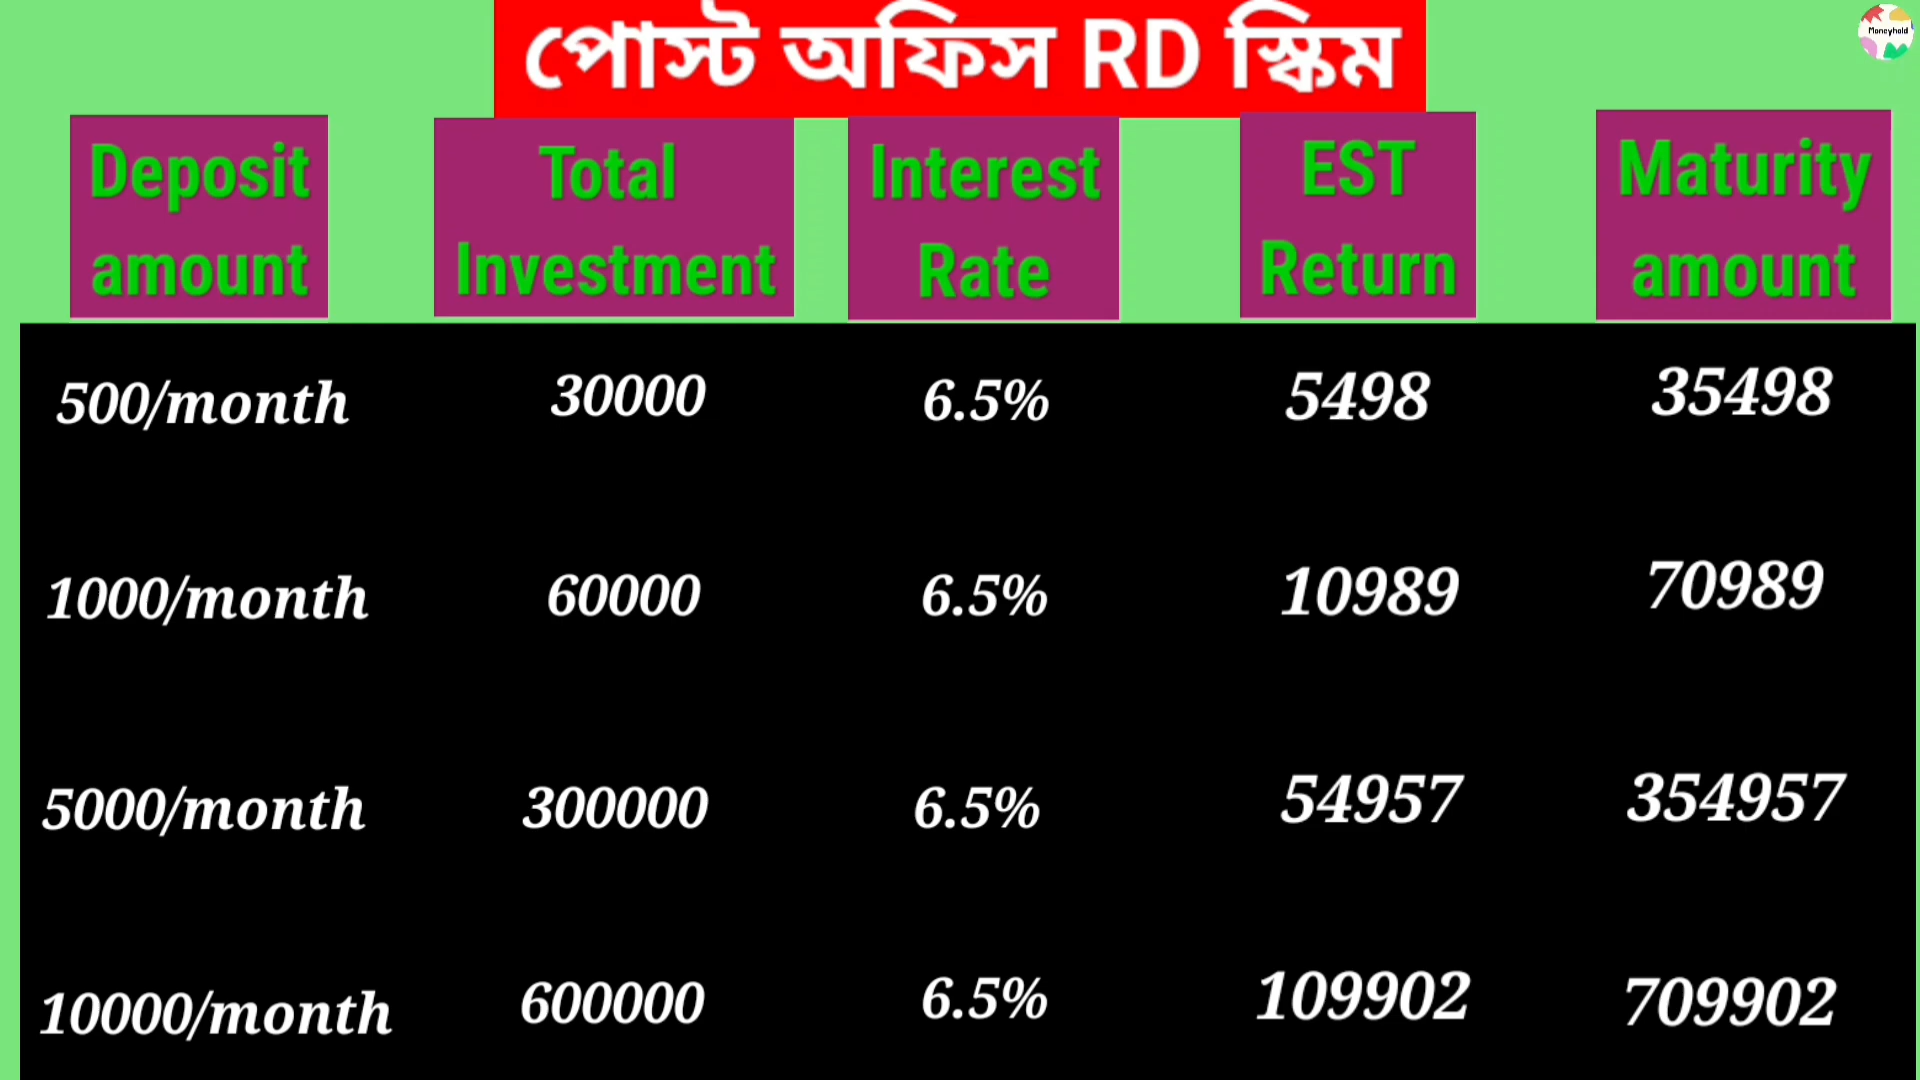 পোস্ট অফিস RD স্কিম
Moneyhold
Deposit amount
Total Investment
Interest Rate
EST Return
Maturity amount
500/month 30000 6.5% 5498 35498
1000/month 60000 6.5% 10989 70989
5000/month 300000 6.5% 54957 354957
10000/month 600000 6.5% 109902 709902